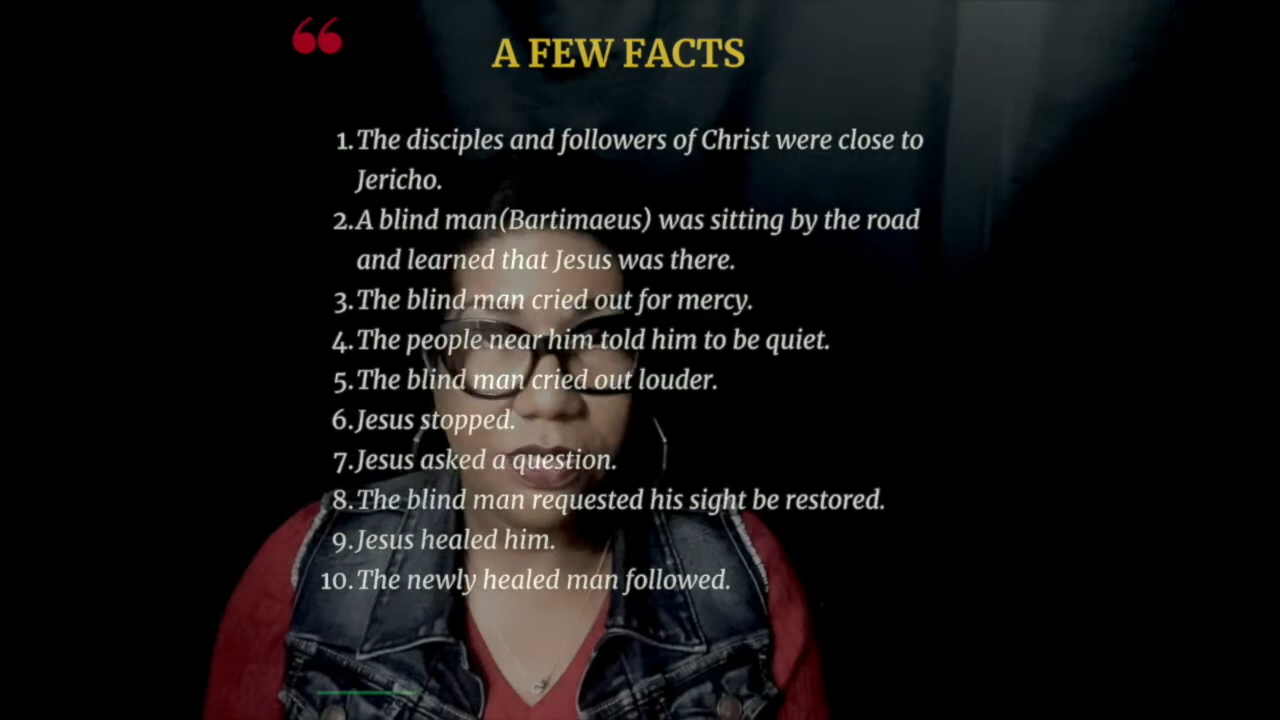 ❝
A FEW FACTS
1. The disciples and followers of Christ were close to
Jericho.
2. A blind man(Bartimaeus) was sitting by the road
and learned that Jesus was there.
3. The blind man cried out for mercy.
4. The people near him told him to be quiet.
5. The blind man cried out louder.
6. Jesus stopped.
7. Jesus asked a question.
8. The blind man requested his sight be restored.
9. Jesus healed him.
10. The newly healed man followed.